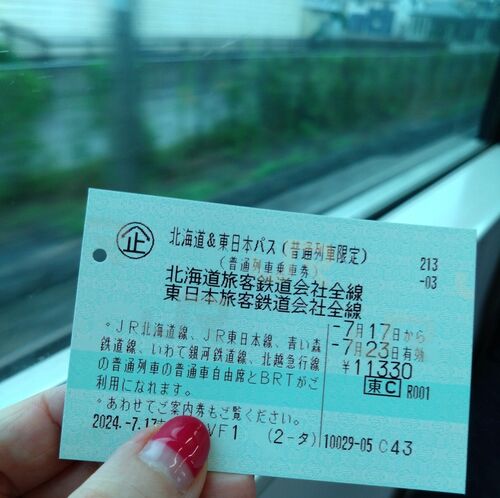 企 北海道&東日本パス(普通列車限定) 213
(普通列車乗車券) -03
北海道旅客鉄道会社全線
東日本旅客鉄道会社全線
-7月17日から
-7月23日有効
¥11330
東C R001
。JR北海道線、JR東日本線、青い森
鉄道線、いわて銀河鉄道線、北越急行線
の普通列車の普通車自由席とBRTがご
利用になれます。
。あわせてご案内券もご覧ください。
2024.-7.17 VF1 (2-タ) 10029-05 C43